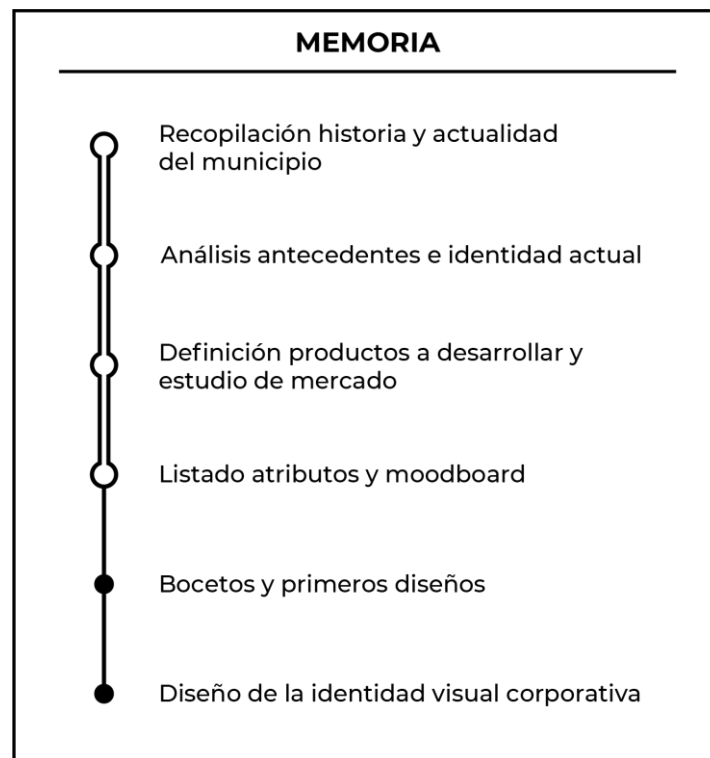 MEMORIA
Recopilación historia y actualidad
del municipio
Análisis antecedentes e identidad actual
Definición productos a desarrollar y
estudio de mercado
Listado atributos y moodboard
Bocetos y primeros diseños
Diseño de la identidad visual corporativa